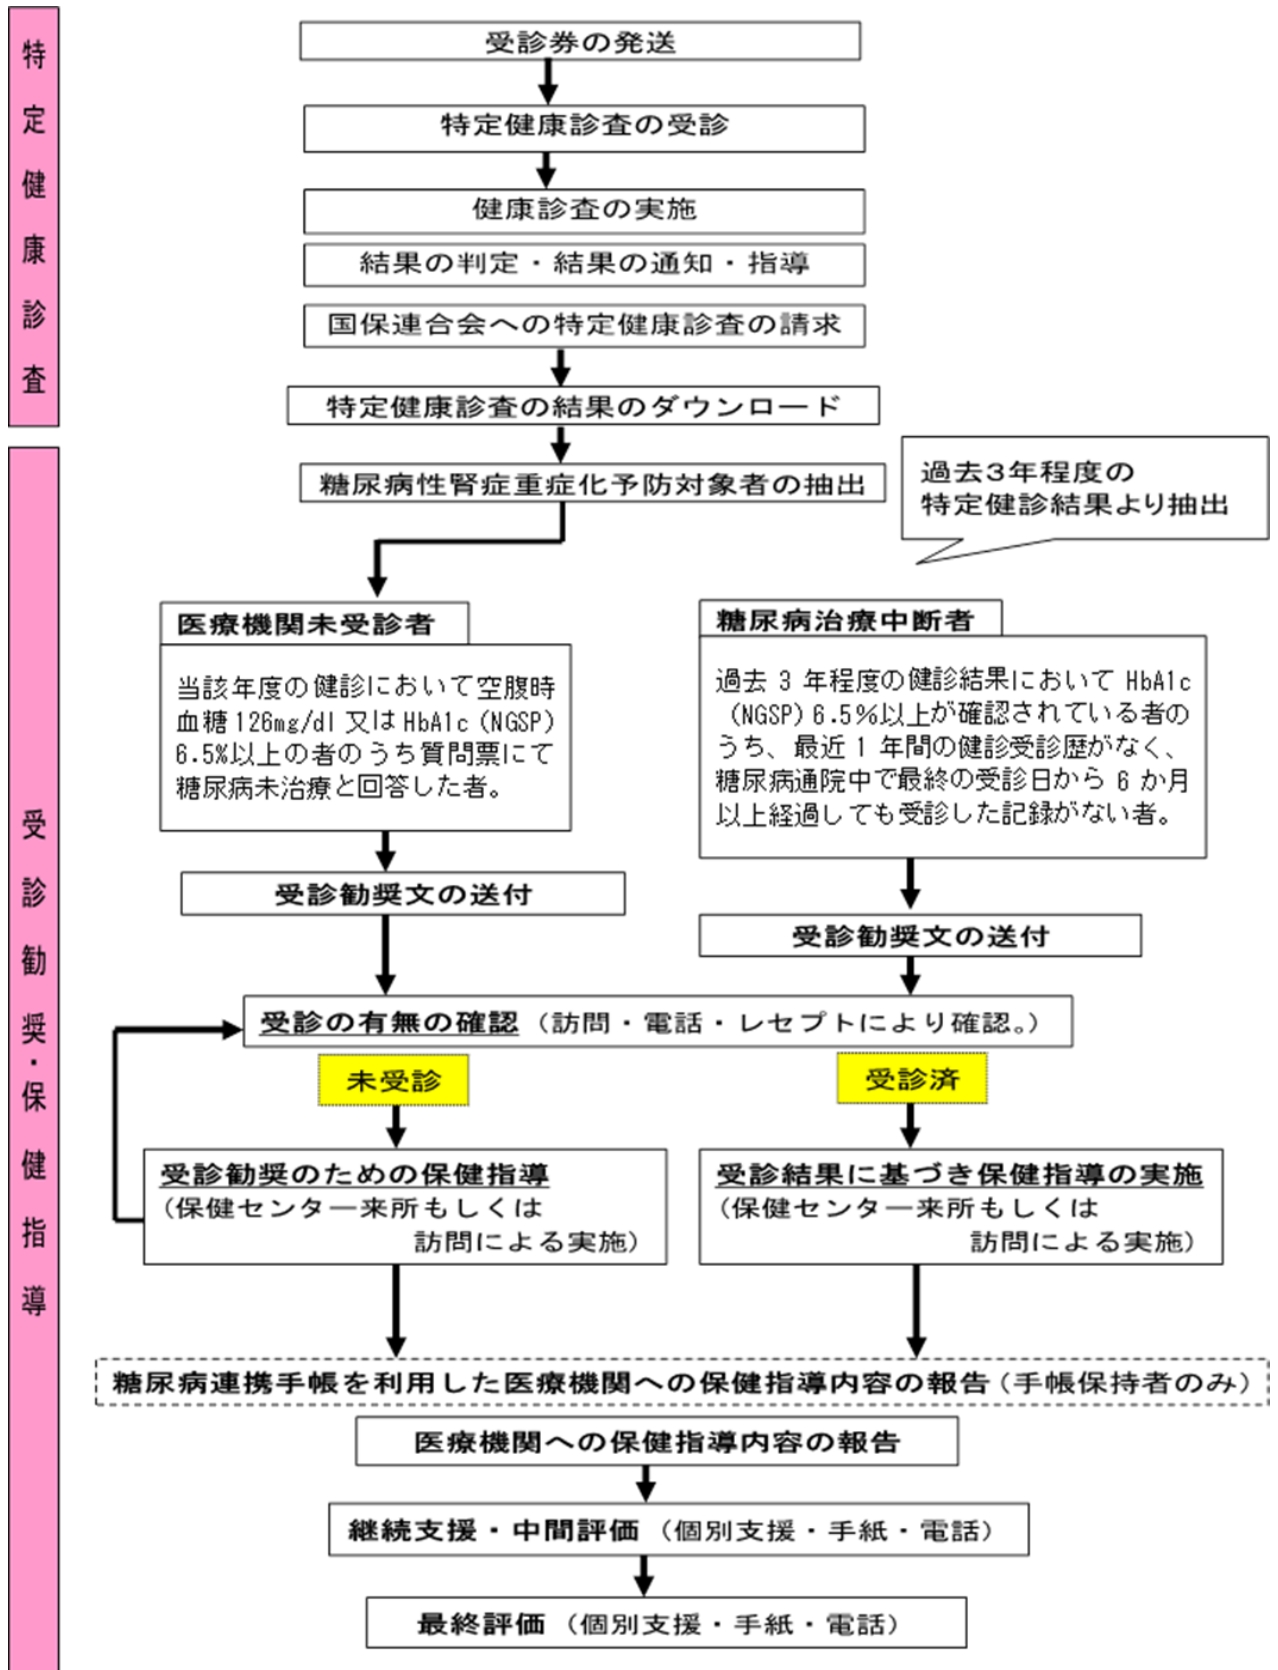 特定健康診査
受診券の発送
特定健康診査の受診
健康診査の実施
結果の判定・結果の通知・指導
国保連合会への特定健康診査の請求
特定健康診査の結果のダウンロード
受診勧奨・保健指導
糖尿病性腎症重症化予防対象者の抽出
過去3年程度の
特定健診結果より抽出
医療機関未受診者
当該年度の健診において空腹時
血糖126mg/dl又はHbA1c(NGSP)
6.5%以上の者のうち質問票にて
糖尿病未治療と回答した者。
糖尿病治療中断者
過去 3 年程度の健診結果において HbA1c
(NGSP)6.5%以上が確認されている者の
うち、最近1年間の健診受診歴がなく、
糖尿病通院中で最終の受診日から 6 か月
以上経過しても受診した記録がない者。
受診勧奨文の送付
受診勧奨文の送付
受診の有無の確認(訪問・電話・レセプトにより確認。)
未受診
受診済
受診勧奨のための保健指導
(保健センター来所もしくは
訪問による実施)
受診結果に基づき保健指導の実施
(保健センター来所もしくは
訪問による実施)
糖尿病連携手帳を利用した医療機関への保健指導内容の報告(手帳保持者のみ)
医療機関への保健指導内容の報告
継続支援・中間評価(個別支援・手紙・電話)
最終評価(個別支援・手紙・電話)